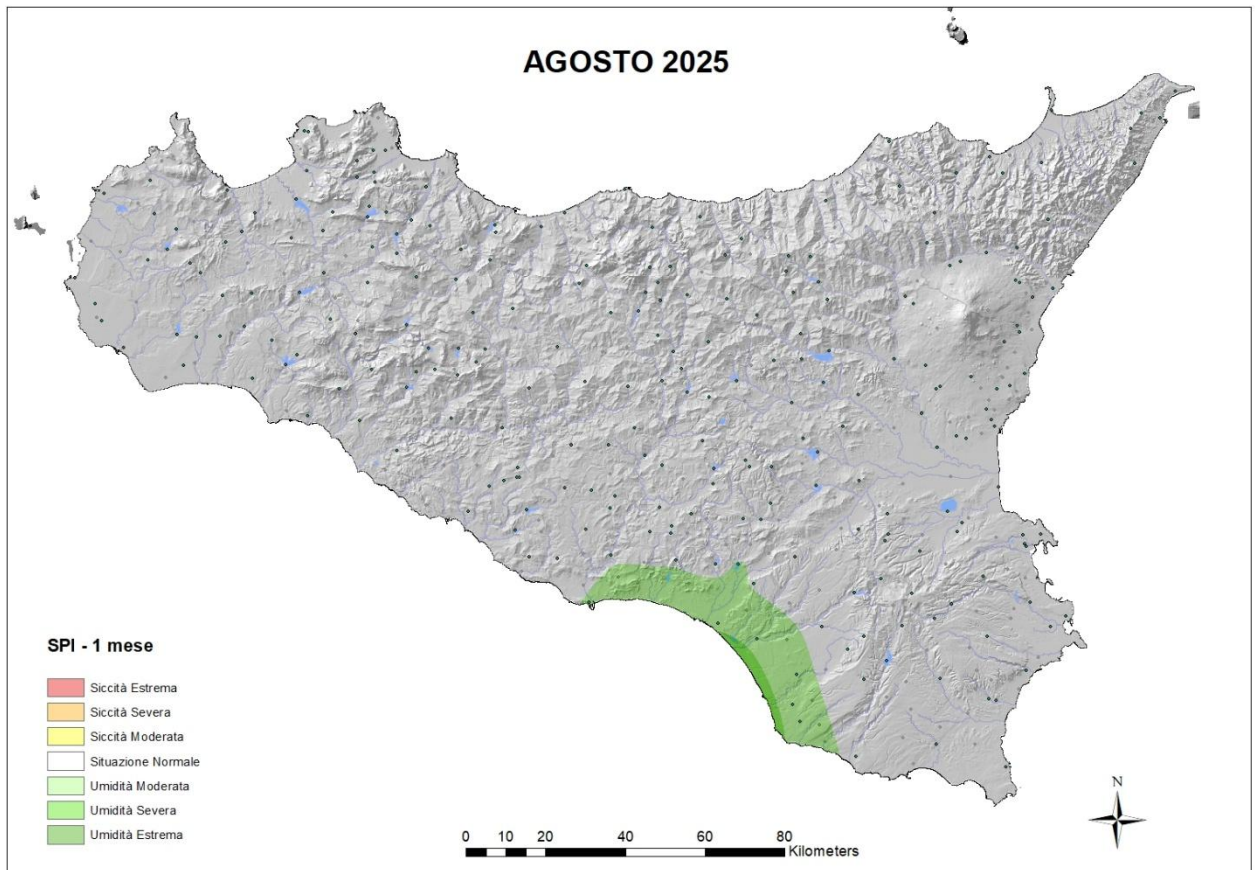 AGOSTO 2025
SPI - 1 mese
Siccità Estrema
Siccità Severa
Siccità Moderata
Situazione Normale
Umidità Moderata
Umidità Severa
Umidità Estrema
N
0 10 20 40 60 80
Kilometers